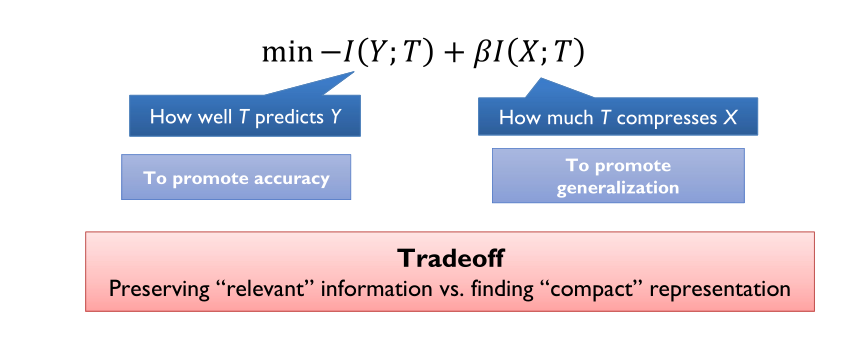 min −I(Y; T) + βI(X; T)
How well T predicts Y
How much T compresses X
To promote accuracy
To promote
generalization
Tradeoff
Preserving “relevant” information vs. finding “compact” representation